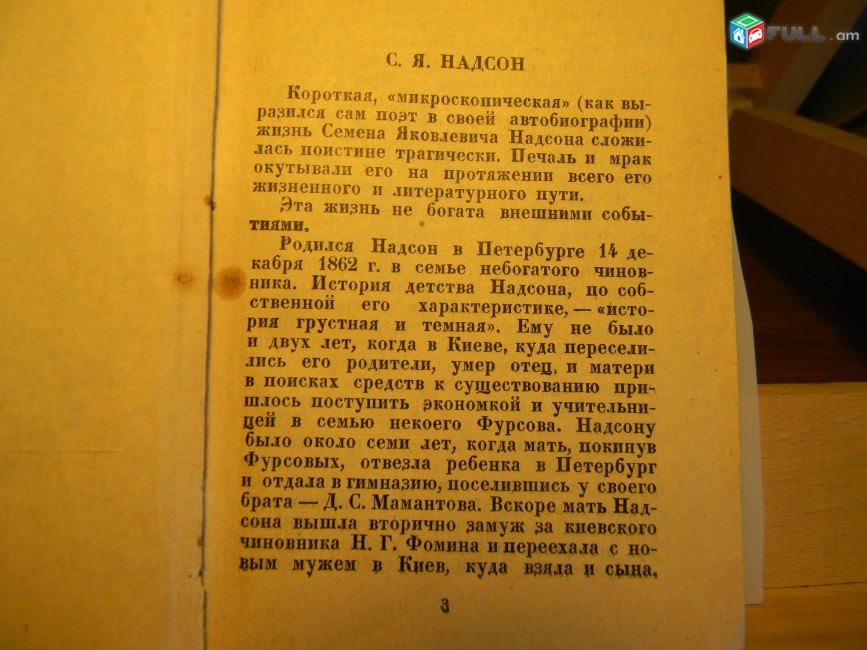 FULL.am
С. Я. НАДСОН
Короткая, «микроскопическая» (как вы-
разился сам поэт в своей автобиографии)
жизнь Семена Яковлевича Надсона сложи-
лась поистине трагически. Печаль и мрак
окутывали его на протяжении всего его
жизненного и литературного пути.
Эта жизнь не богата внешними собы-
тиями.
Родился Надсон в Петербурге 14 де-
кабря 1862 г. в семье небогатого чинов-
ника. История детства Надсона, по соб-
ственной его характеристике, — «исто-
рия грустная и темная». Ему не было
и двух лет, когда в Киеве, куда пересели-
лись его родители, умер отец, и матери
в поисках средств к существованию при-
шлось поступить экономкой и учительни-
цей в семью некоего Фурсова. Надсону
было около семи лет, когда мать, покинув
Фурсовых, отвезла ребенка в Петербург
и отдала в гимназию, поселившись у своего
брата — Д. С. Мамантова. Вскоре мать Над-
сона вышла вторично замуж за киевского
чиновника Н. Г. Фомина и переехала с но-
вым мужем в Киев, куда взяла и сына.
3